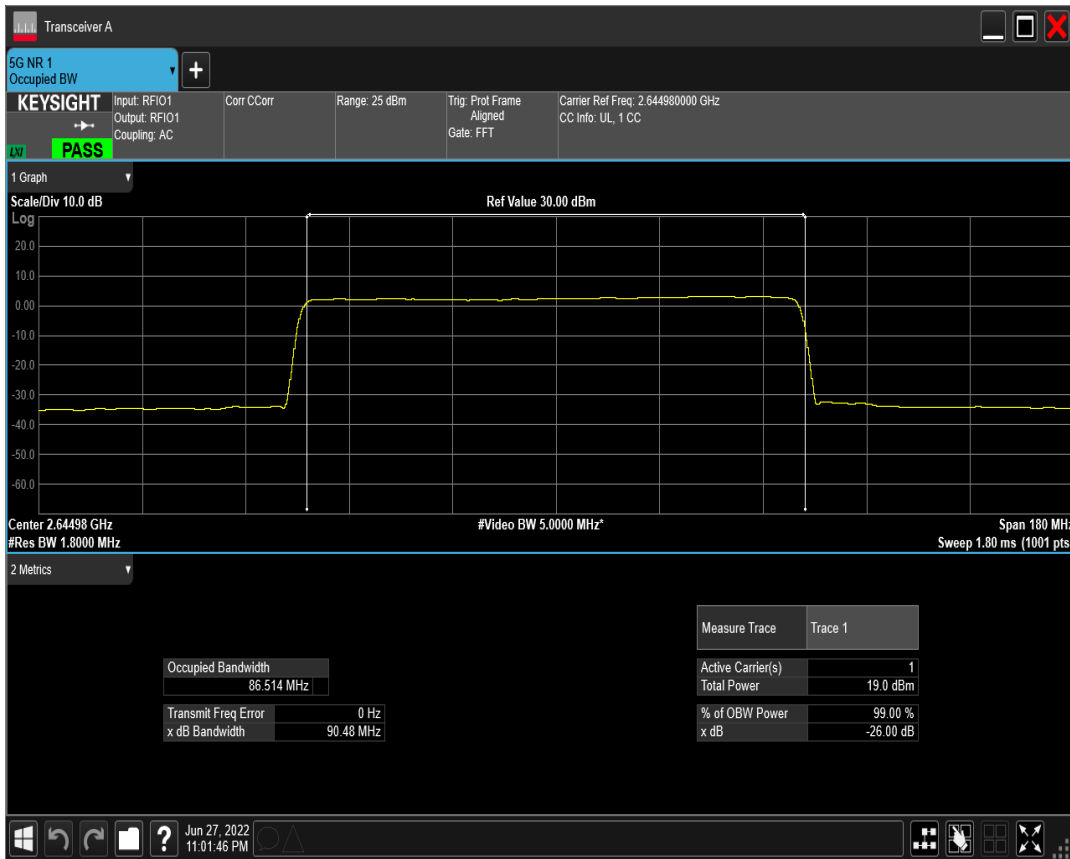 Transceiver A
5G NR 1
Occupied BW
KEYSIGHT
LXI
PASS
Input: RFIO1
Output: RFIO1
Coupling: AC
Corr CCorr
Range: 25 dBm
Trig: Prot Frame
Aligned
Gate: FFT
Carrier Ref Freq: 2.644980000 GHz
CC Info: UL, 1 CC
1 Graph
Scale/Div 10.0 dB
Ref Value 30.00 dBm
Log
20.0
10.0
0.00
-10.0
-20.0
-30.0
-40.0
-50.0
-60.0
Center 2.64498 GHz
#Video BW 5.0000 MHz*
Span 180 MHz
#Res BW 1.8000 MHz
Sweep 1.80 ms (1001 pts
2 Metrics
Measure Trace Trace 1
Occupied Bandwidth
86.514 MHz
Active Carrier(s) 1
Total Power 19.0 dBm
Transmit Freq Error 0 Hz
x dB Bandwidth 90.48 MHz
% of OBW Power 99.00 %
x dB -26.00 dB
?
Jun 27, 2022
11:01:46 PM